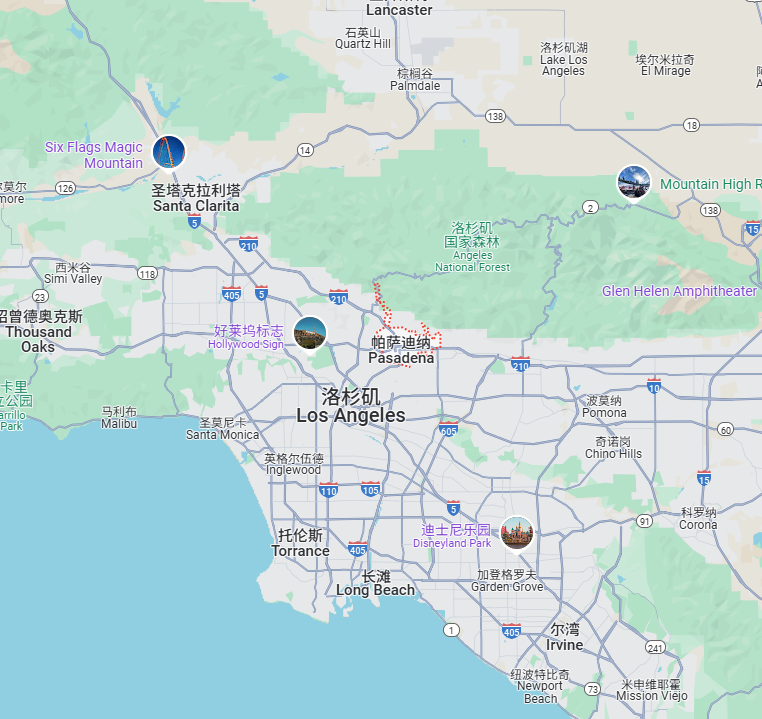 Lancaster
石英山
Quartz Hill
洛杉矶湖
Lake Los
Angeles
埃尔米拉奇
El Mirage
棕榈谷
Palmdale
138
18
Six Flags Magic
Mountain
14
126
圣塔克拉利塔
Santa Clarita
5
Mountain High R
2
138
15
210
洛杉矶
国家森林
Angeles
National Forest
西米谷
Simi Valley
118
405
5
210
23
Glen Helen Amphitheater
曾德奥克斯
Thousand
Oaks
好莱坞标志
Hollywood Sign
帕萨迪纳
Pasadena
210
10
卡里
立公园
arrillo
Park
洛杉矶
Los Angeles
马利布
Malibu
圣莫尼卡
Santa Monica
波莫纳
Pomona
605
60
奇诺岗
Chino Hills
英格尔伍德
Inglewood
110
105
15
5
科罗纳
Corona
91
迪士尼乐园
Disneyland Park
托伦斯
Torrance
405
长滩
Long Beach
加登格罗夫
Garden Grove
1
405
尔湾
Irvine
241
纽波特比奇
Newport
Beach
73
米申维耶霍
Mission Viejo